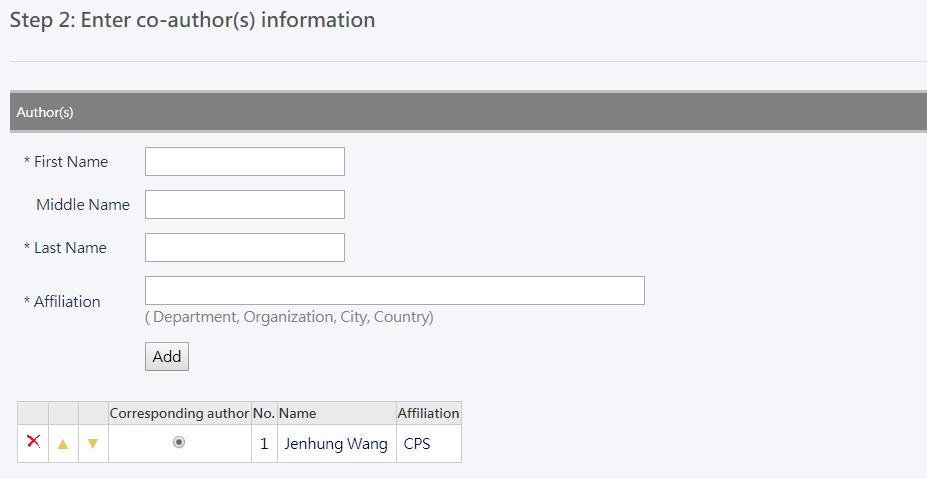 Step 2: Enter co-author(s) information
Author(s)
* First Name
Middle Name
* Last Name
* Affiliation
( Department, Organization, City, Country)
Add
Corresponding author No. Name Affiliation
1 Jenhung Wang CPS